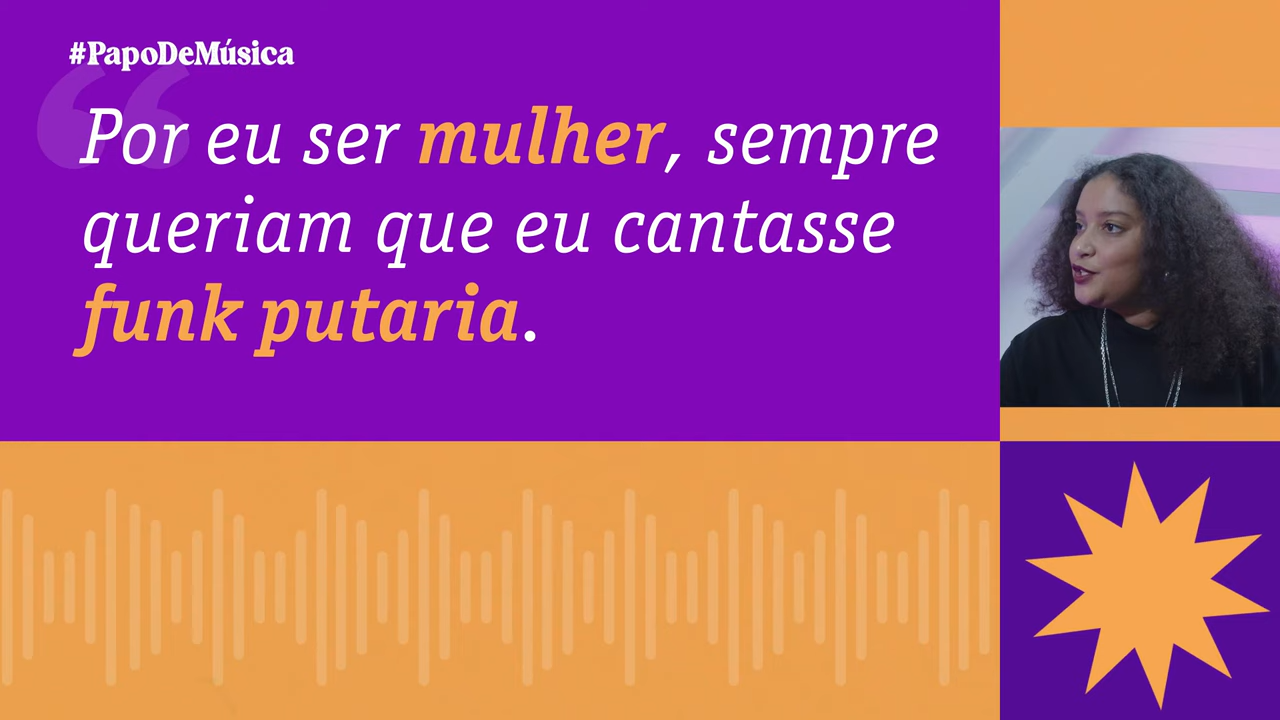 #PapoDeMúsica
Por eu ser mulher, sempre
queriam que eu cantasse
funk putaria.